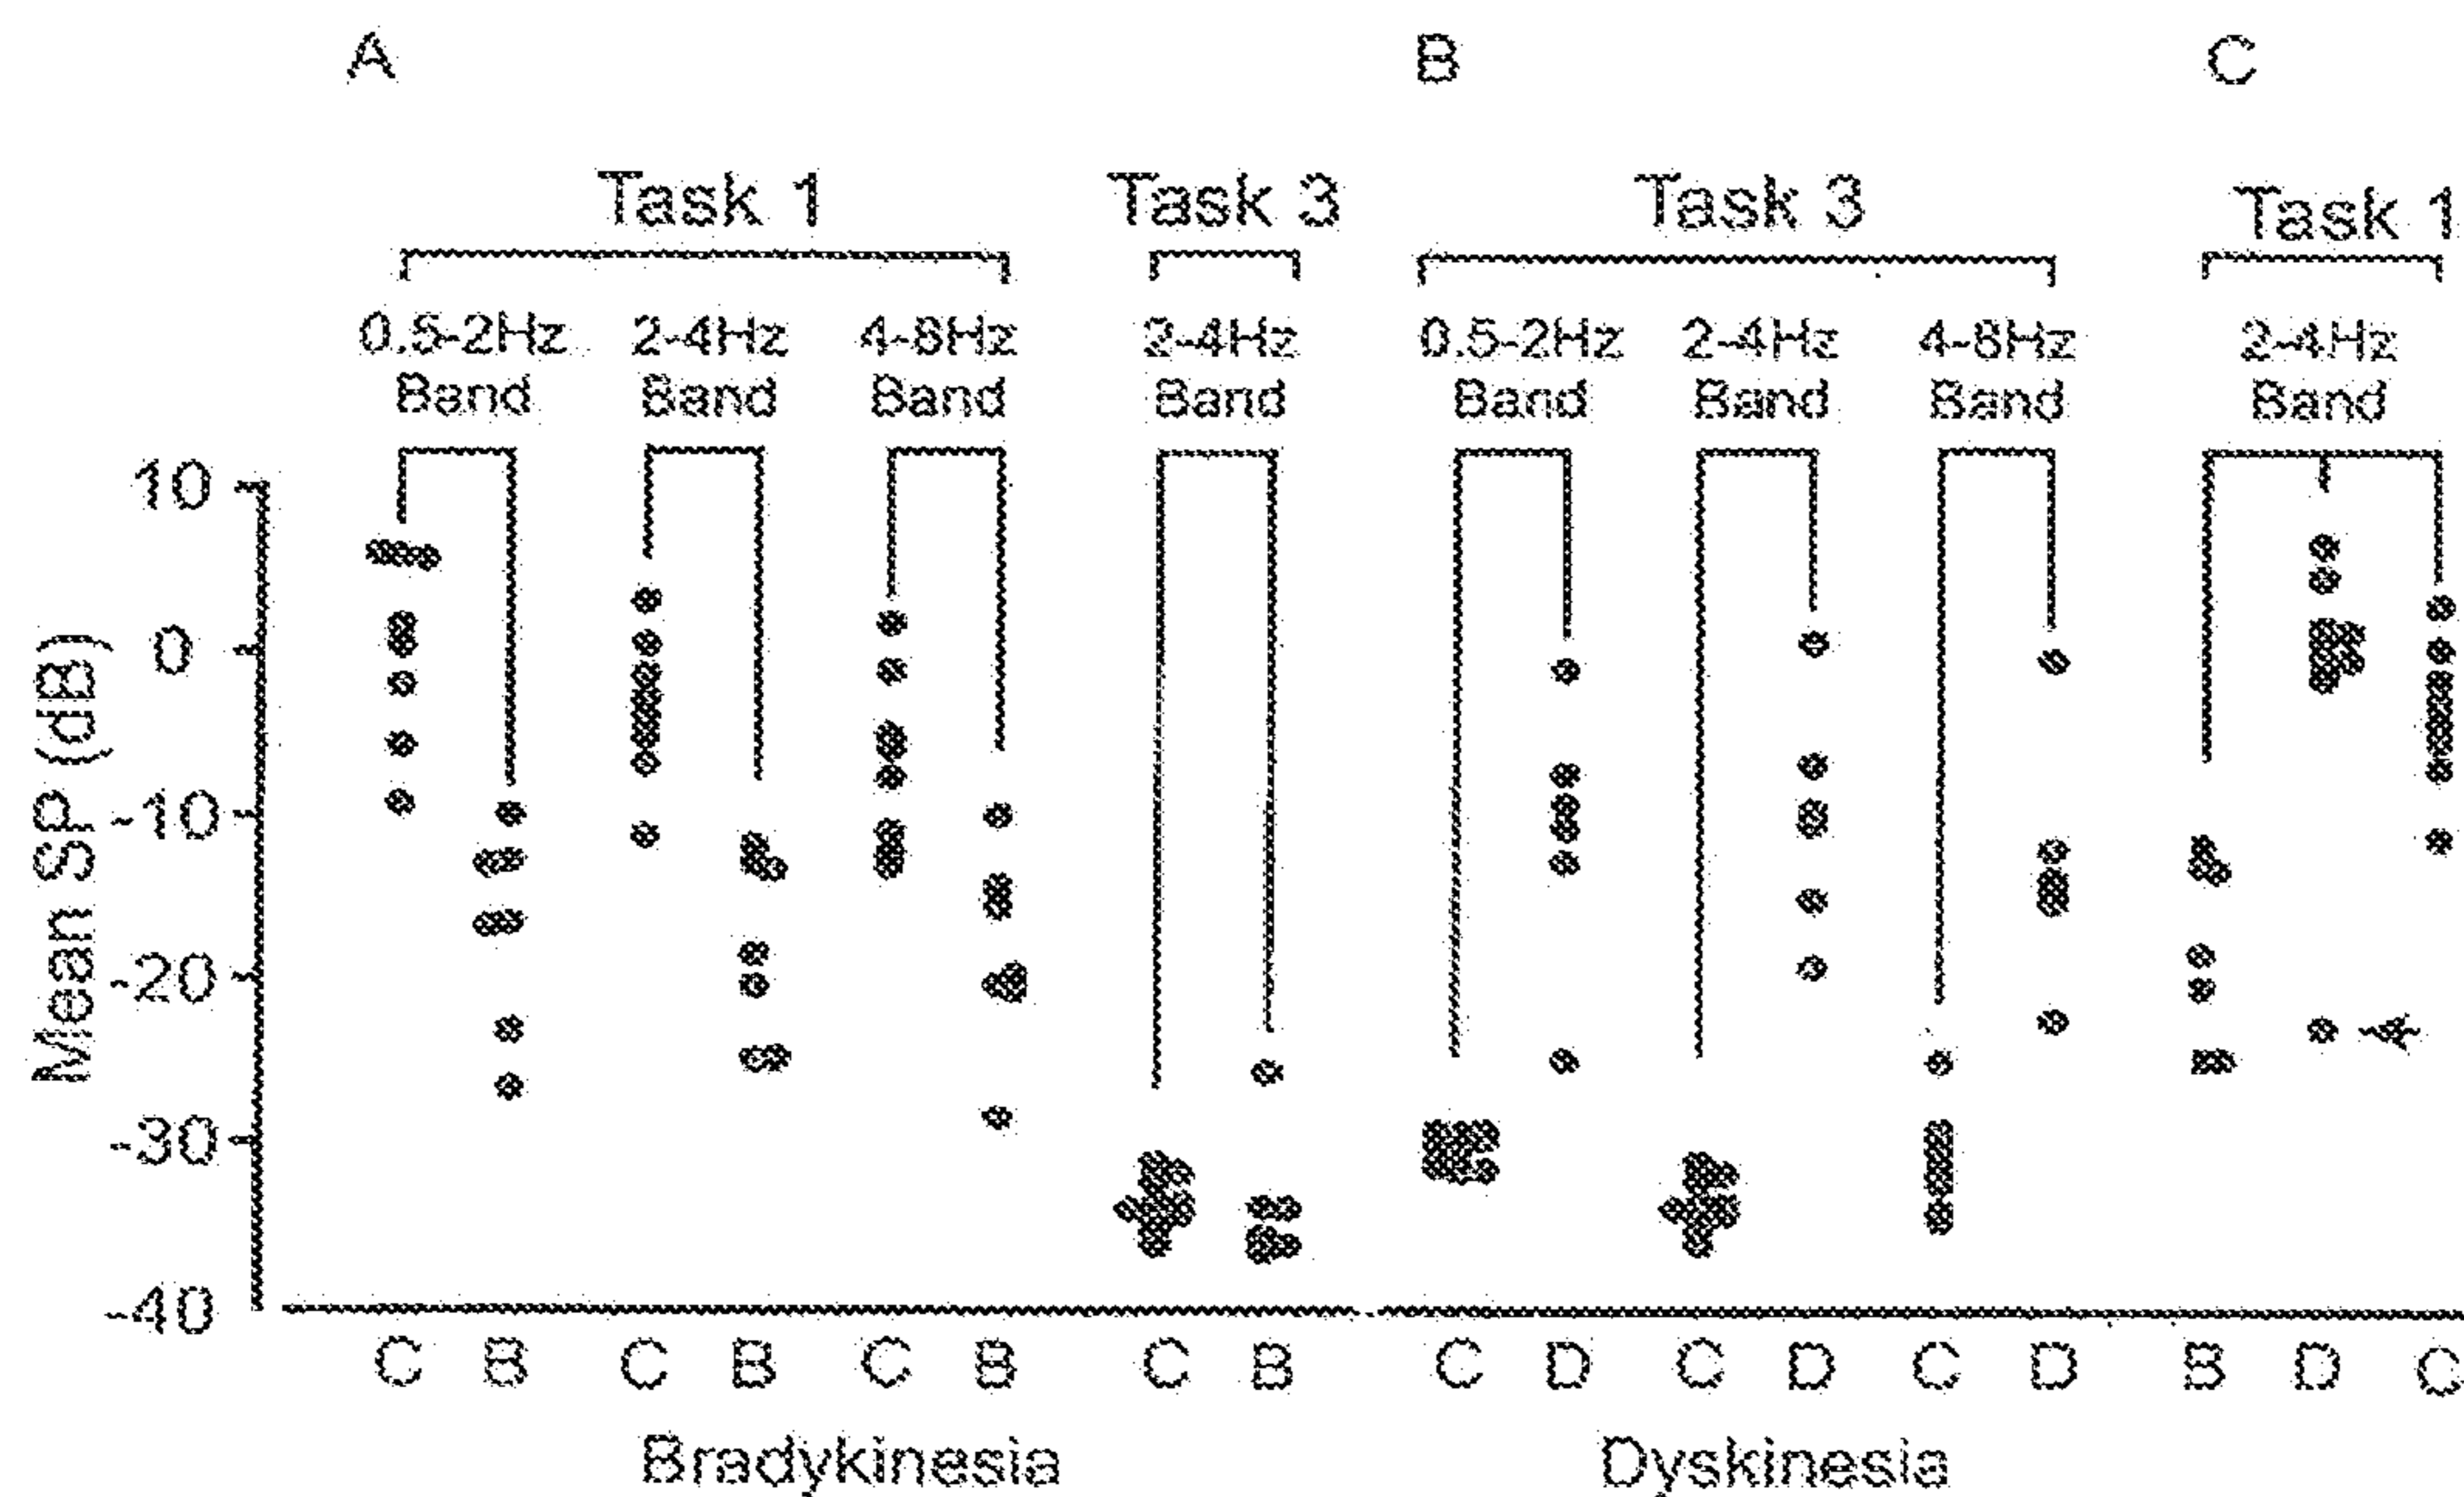 A B C
Task 1 Task 3 Task 3 Task 1
0.5-2Hz 2-4Hz 4-8Hz 2-4Hz 0.5-2Hz 2-4Hz 4-8Hz 2-4Hz
Band Band Band Band Band Band Band Band
10
0
-10
-20
-30
-40
Mean SP (dB)
C B C B C B C B C D C D C D B D C
Bradykinesia Dyskinesia